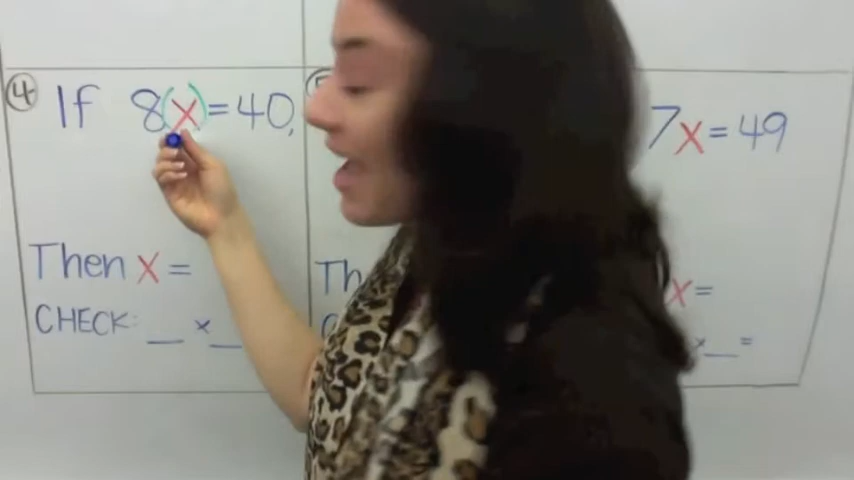 ④ If 8(x)=40,
Then x =
CHECK: __ ×__
Th
7x=49
x=
×__=